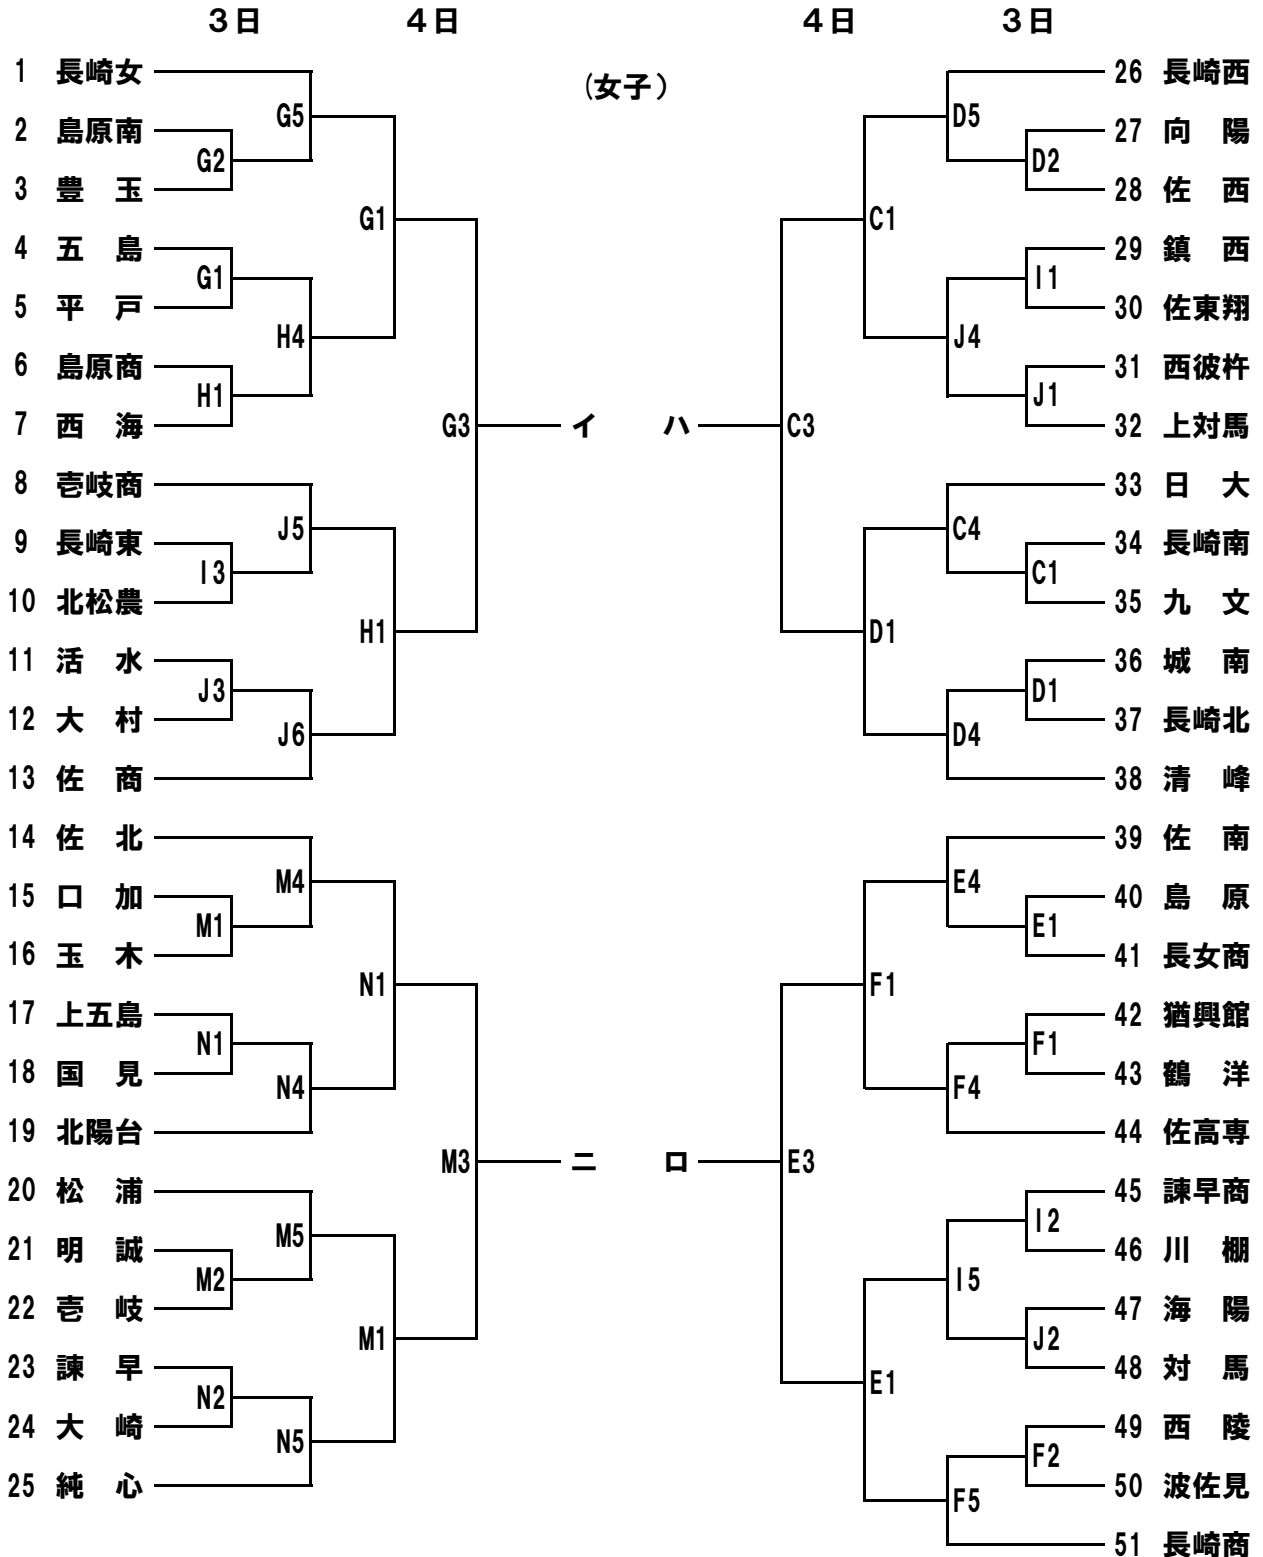 ３日 ４日 ４日 ３日
(女子)
1 長崎女
2 島原南
3 豊 玉
4 五 島
5 平 戸
6 島原商
7 西 海
8 壱岐商
9 長崎東
10 北松農
11 活 水
12 大 村
13 佐 商
14 佐 北
15 口 加
16 玉 木
17 上五島
18 国 見
19 北陽台
20 松 浦
21 明 誠
22 壱 岐
23 諫 早
24 大 崎
25 純 心
G5
G2
G1
G1
H4
H1
G3
イ
J5
I3
H1
J3
J6
M4
M1
N1
N1
N4
M3
ニ
M5
M2
M1
N2
N5
D5
D2
C1
I1
J4
J1
ハ
C3
C4
C1
D1
D1
D4
E4
E1
F1
F1
F4
ロ
E3
I2
I5
J2
E1
F2
F5
26 長崎西
27 向 陽
28 佐 西
29 鎮 西
30 佐東翔
31 西彼杵
32 上対馬
33 日 大
34 長崎南
35 九 文
36 城 南
37 長崎北
38 清 峰
39 佐 南
40 島 原
41 長女商
42 猶興館
43 鶴 洋
44 佐高専
45 諫早商
46 川 棚
47 海 陽
48 対 馬
49 西 陵
50 波佐見
51 長崎商